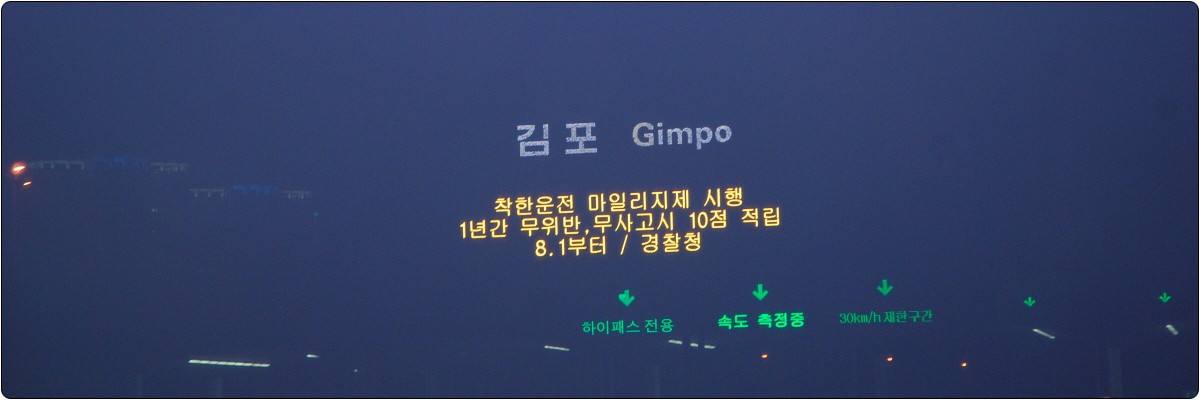 김포 Gimpo
착한운전 마일리지제 시행
1년간 무위반,무사고시 10점 적립
8.1부터 / 경찰청
하이패스 전용 속도 측정중 30km/h 제한구간